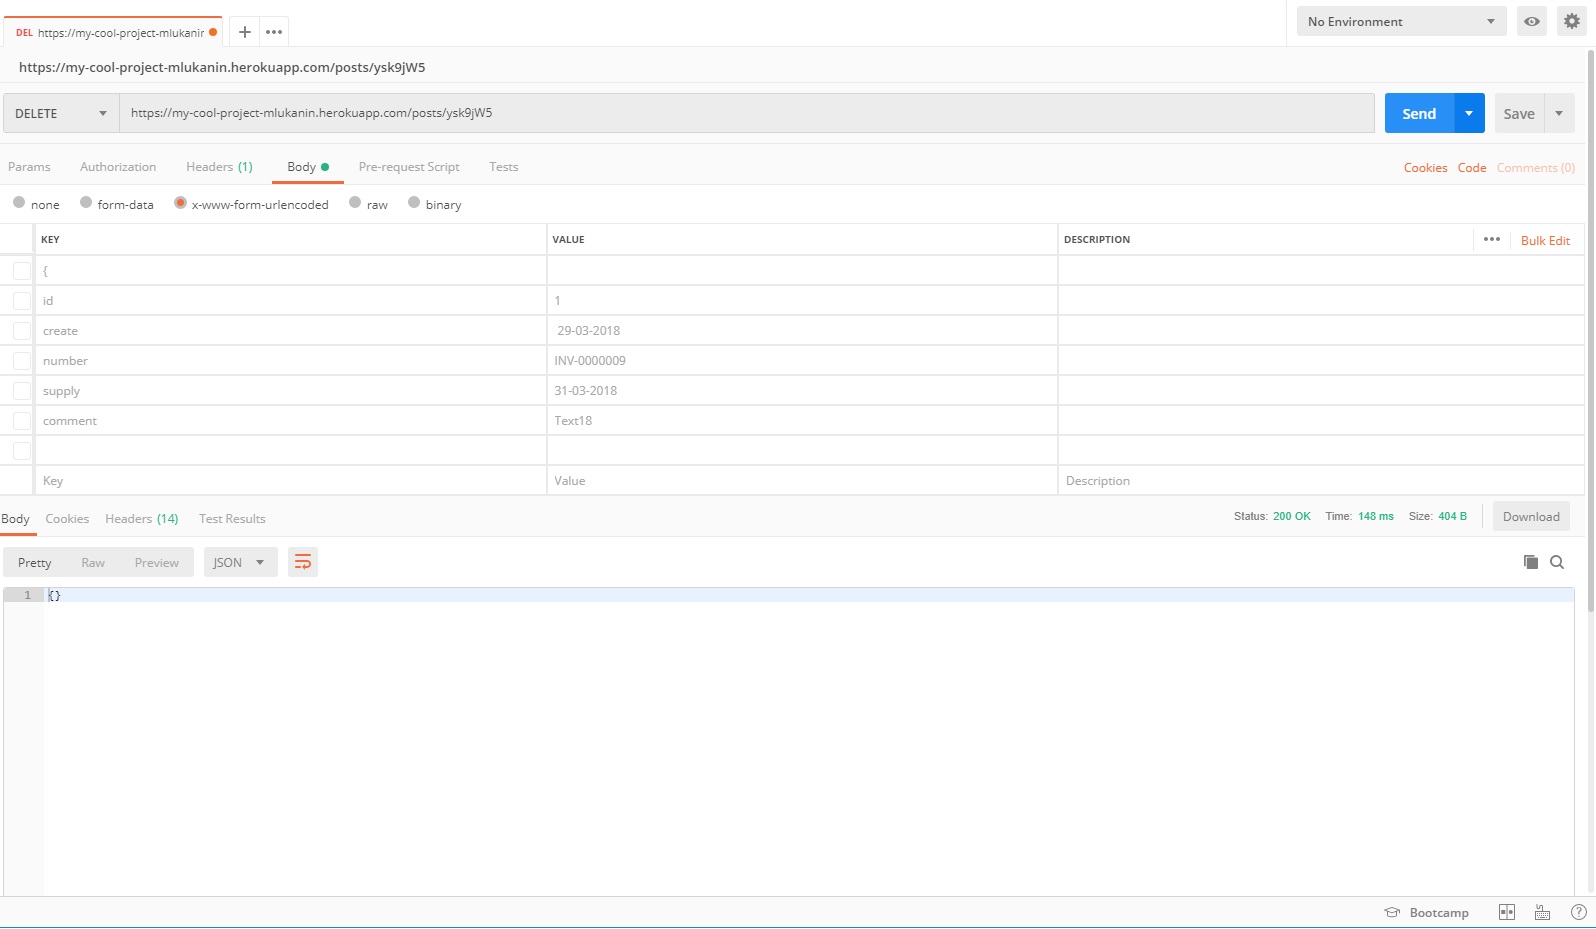 DEL https://my-cool-project-mlukanin
No Environment
https://my-cool-project-mlukanin.herokuapp.com/posts/ysk9jW5
DELETE https://my-cool-project-mlukanin.herokuapp.com/posts/ysk9jW5 Send Save
Params Authorization Headers (1) Body Pre-request Script Tests Cookies Code Comments (0)
none form-data x-www-form-urlencoded raw binary
KEY VALUE DESCRIPTION Bulk Edit
{
id 1
create 29-03-2018
number INV-0000009
supply 31-03-2018
comment Text18
Key Value Description
Body Cookies Headers (14) Test Results Status: 200 OK Time: 148 ms Size: 404 B Download
Pretty Raw Preview JSON
1 {}
Bootcamp